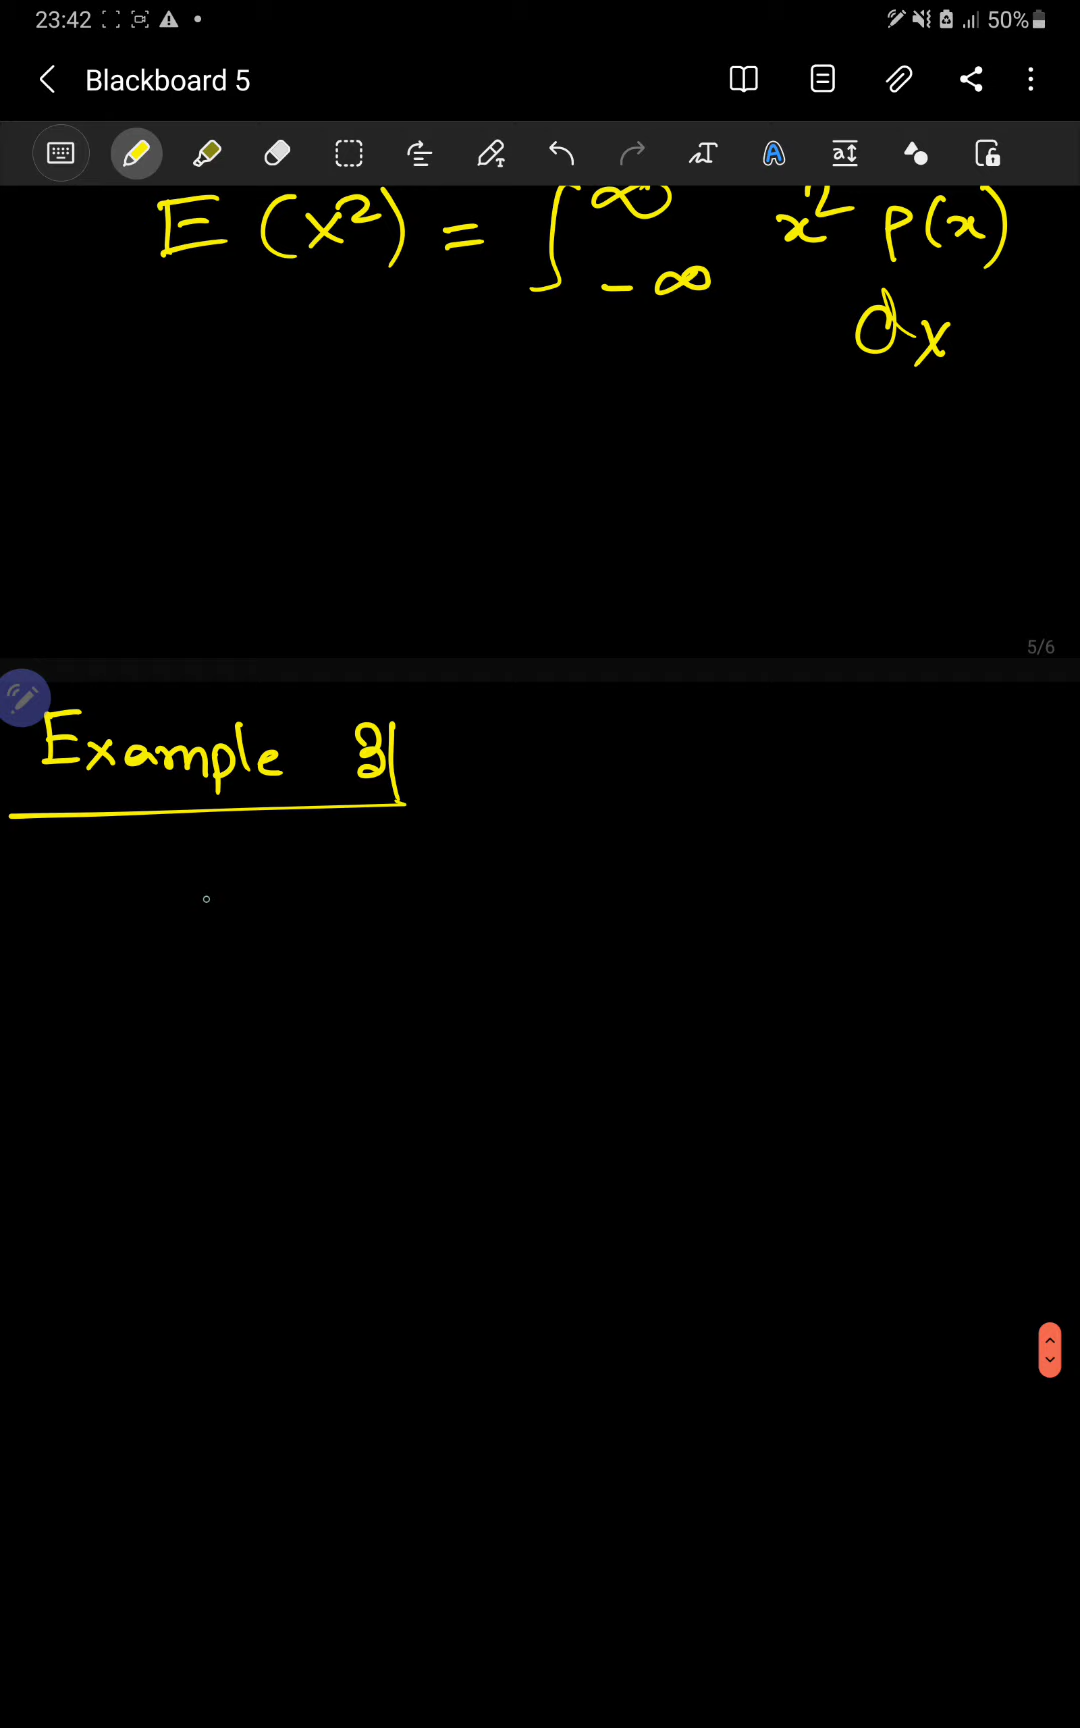 23:42 50%
Blackboard 5
E (x²) = ∫ ∞ -∞ x² p(x)
dx
5/6
Example 3